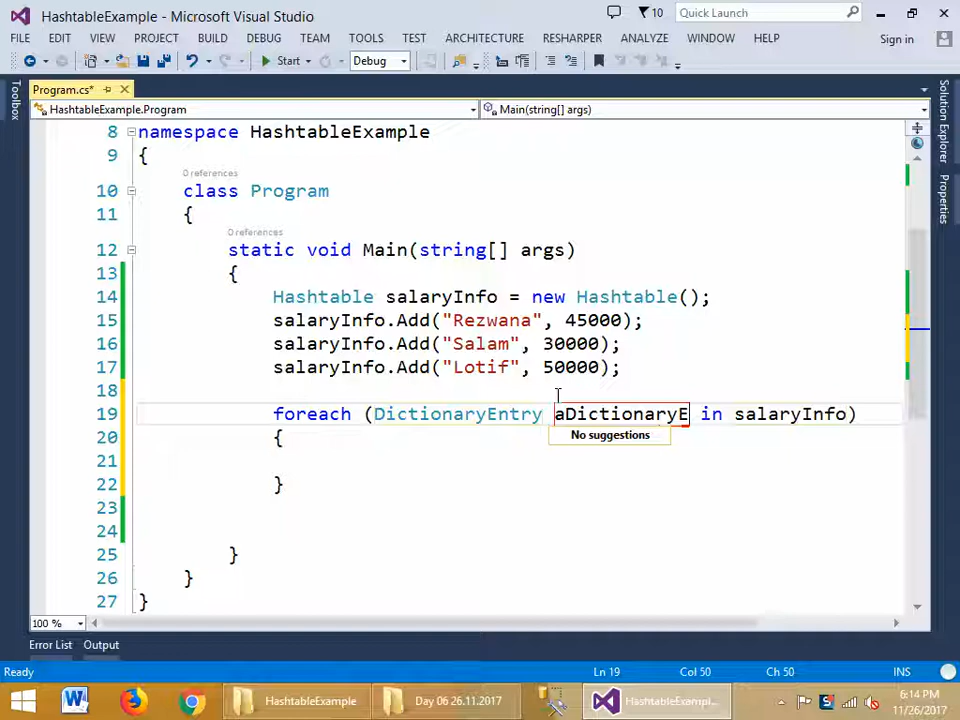 HashtableExample - Microsoft Visual Studio
10
Quick Launch
FILE EDIT VIEW PROJECT BUILD DEBUG TEAM TOOLS TEST ARCHITECTURE RESHARPER ANALYZE WINDOW HELP
Sign in
Start
Debug
Toolbox
Program.cs*
Solution Explorer
Properties
HashtableExample.Program
Main(string[] args)
8 namespace HashtableExample
9 {
0 references
10 class Program
11 {
0 references
12 static void Main(string[] args)
13 {
14 Hashtable salaryInfo = new Hashtable();
15 salaryInfo.Add("Rezwana", 45000);
16 salaryInfo.Add("Salam", 30000);
17 salaryInfo.Add("Lotif", 50000);
18
19 foreach (DictionaryEntry aDictionaryE in salaryInfo)
No suggestions
20 {
21
22 }
23
24
25 }
26 }
27 }
100 %
Error List Output
Ready
Ln 19 Col 50 Ch 50 INS
HashtableExample
Day 06 26.11.2017
HashtableExampl...
6:14 PM
11/26/2017